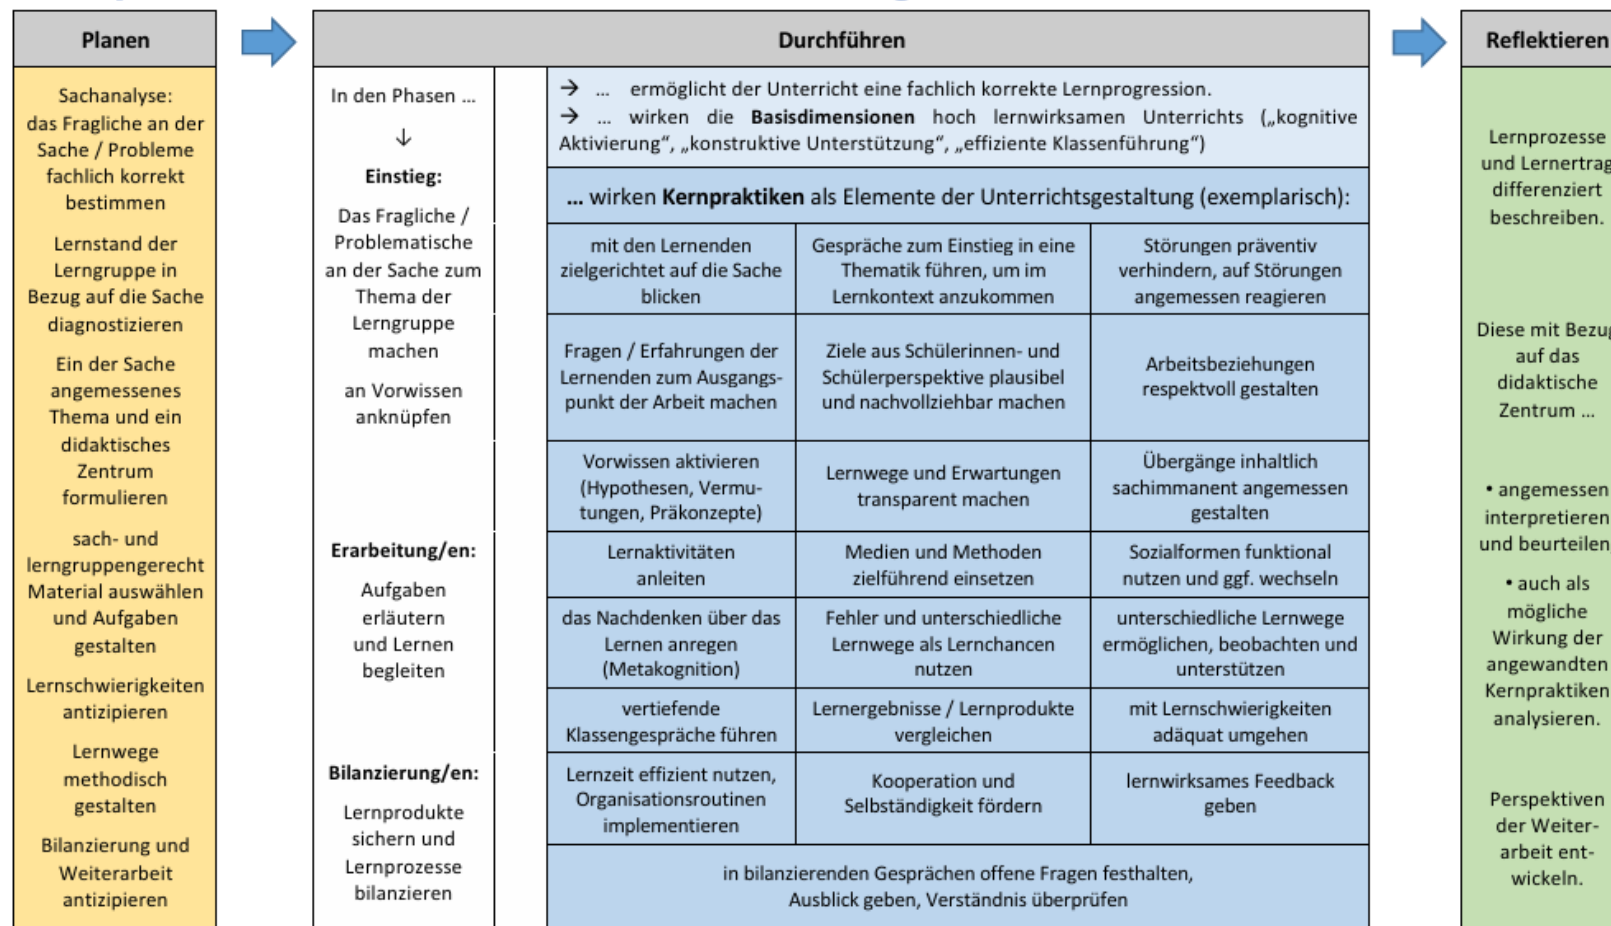 Planen
Sachanalyse:
das Fragliche an der
Sache / Probleme
fachlich korrekt
bestimmen
Lernstand der
Lerngruppe in
Bezug auf die Sache
diagnostizieren
Ein der Sache
angemessenes
Thema und ein
didaktisches
Zentrum
formulieren
sach- und
lerngruppengerecht
Material auswählen
und Aufgaben
gestalten
Lernschwierigkeiten
antizipieren
Lernwege
methodisch
gestalten
Bilanzierung und
Weiterarbeit
antizipieren
Durchführen
In den Phasen ...
↓
Einstieg:
Das Fragliche /
Problematische
an der Sache zum
Thema der
Lerngruppe
machen
an Vorwissen
anknüpfen
Erarbeitung/en:
Aufgaben
erläutern
und Lernen
begleiten
Bilanzierung/en:
Lernprodukte
sichern und
Lernprozesse
bilanzieren
→ ... ermöglicht der Unterricht eine fachlich korrekte Lernprogression.
→ ... wirken die Basisdimensionen hoch lernwirksamen Unterrichts („kognitive
Aktivierung“, „konstruktive Unterstützung“, „effiziente Klassenführung“)
... wirken Kernpraktiken als Elemente der Unterrichtsgestaltung (exemplarisch):
mit den Lernenden
zielgerichtet auf die Sache
blicken
Gespräche zum Einstieg in eine
Thematik führen, um im
Lernkontext anzukommen
Störungen präventiv
verhindern, auf Störungen
angemessen reagieren
Fragen / Erfahrungen der
Lernenden zum Ausgangs-
punkt der Arbeit machen
Ziele aus Schülerinnen- und
Schülerperspektive plausibel
und nachvollziehbar machen
Arbeitsbeziehungen
respektvoll gestalten
Vorwissen aktivieren
(Hypothesen, Vermu-
tungen, Präkonzepte)
Lernwege und Erwartungen
transparent machen
Übergänge inhaltlich
sachimmanent angemessen
gestalten
Lernaktivitäten
anleiten
Medien und Methoden
zielführend einsetzen
Sozialformen funktional
nutzen und ggf. wechseln
das Nachdenken über das
Lernen anregen
(Metakognition)
Fehler und unterschiedliche
Lernwege als Lernchancen
nutzen
unterschiedliche Lernwege
ermöglichen, beobachten und
unterstützen
vertiefende
Klassengespräche führen
Lernergebnisse / Lernprodukte
vergleichen
mit Lernschwierigkeiten
adäquat umgehen
Lernzeit effizient nutzen,
Organisationsroutinen
implementieren
Kooperation und
Selbständigkeit fördern
lernwirksames Feedback
geben
in bilanzierenden Gesprächen offene Fragen festhalten,
Ausblick geben, Verständnis überprüfen
Reflektieren
Lernprozesse
und Lernertrag
differenziert
beschreiben.
Diese mit Bezug
auf das
didaktische
Zentrum ...
• angemessen
interpretieren
und beurteilen
• auch als
mögliche
Wirkung der
angewandten
Kernpraktiken
analysieren.
Perspektiven
der Weiter-
arbeit ent-
wickeln.